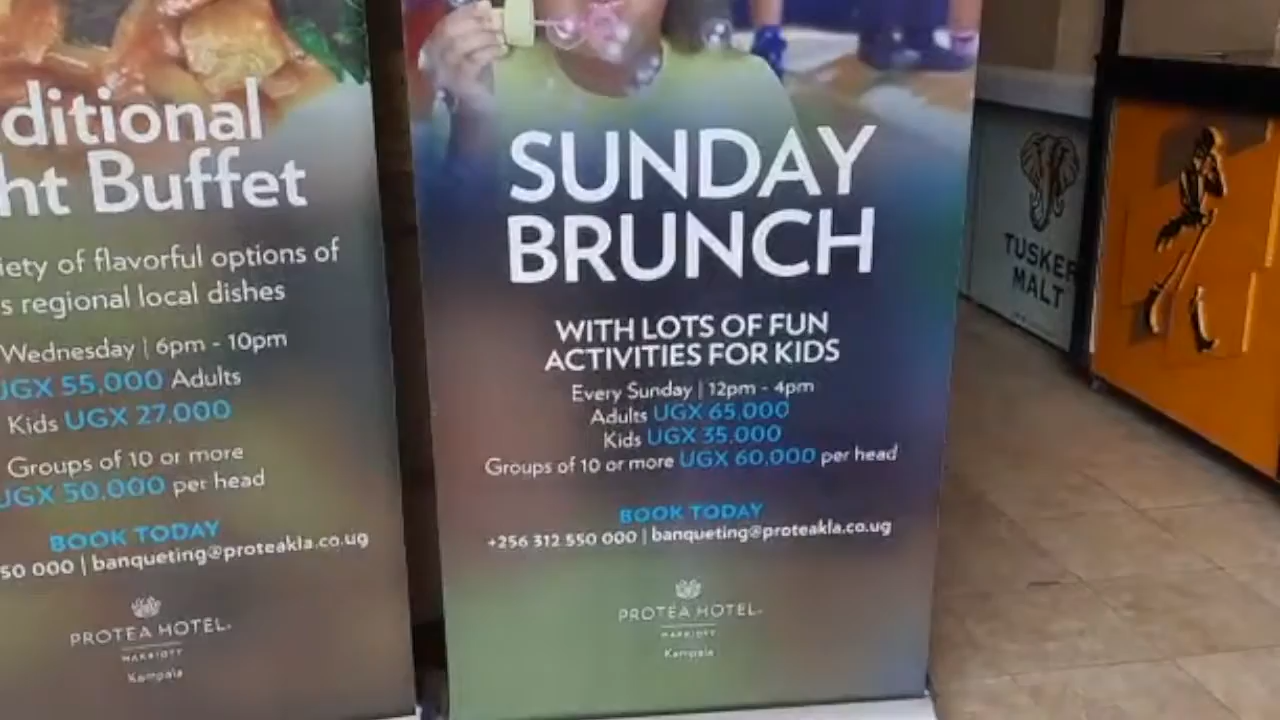 ditional
ht Buffet
iety of flavorful options of
s regional local dishes
Wednesday | 6pm - 10pm
UGX 55,000 Adults
Kids UGX 27,000
Groups of 10 or more
UGX 50,000 per head
BOOK TODAY
50 000 | banqueting@proteakla.co.ug
PROTEA HOTEL.
MARRIOTT
Kampala
SUNDAY
BRUNCH
WITH LOTS OF FUN
ACTIVITIES FOR KIDS
Every Sunday | 12pm - 4pm
Adults UGX 65,000
Kids UGX 35,000
Groups of 10 or more UGX 60,000 per head
BOOK TODAY
+256 312 550 000 | banqueting@proteakla.co.ug
PROTEA HOTEL.
MARRIOTT
Kampala
TUSKER
MALT